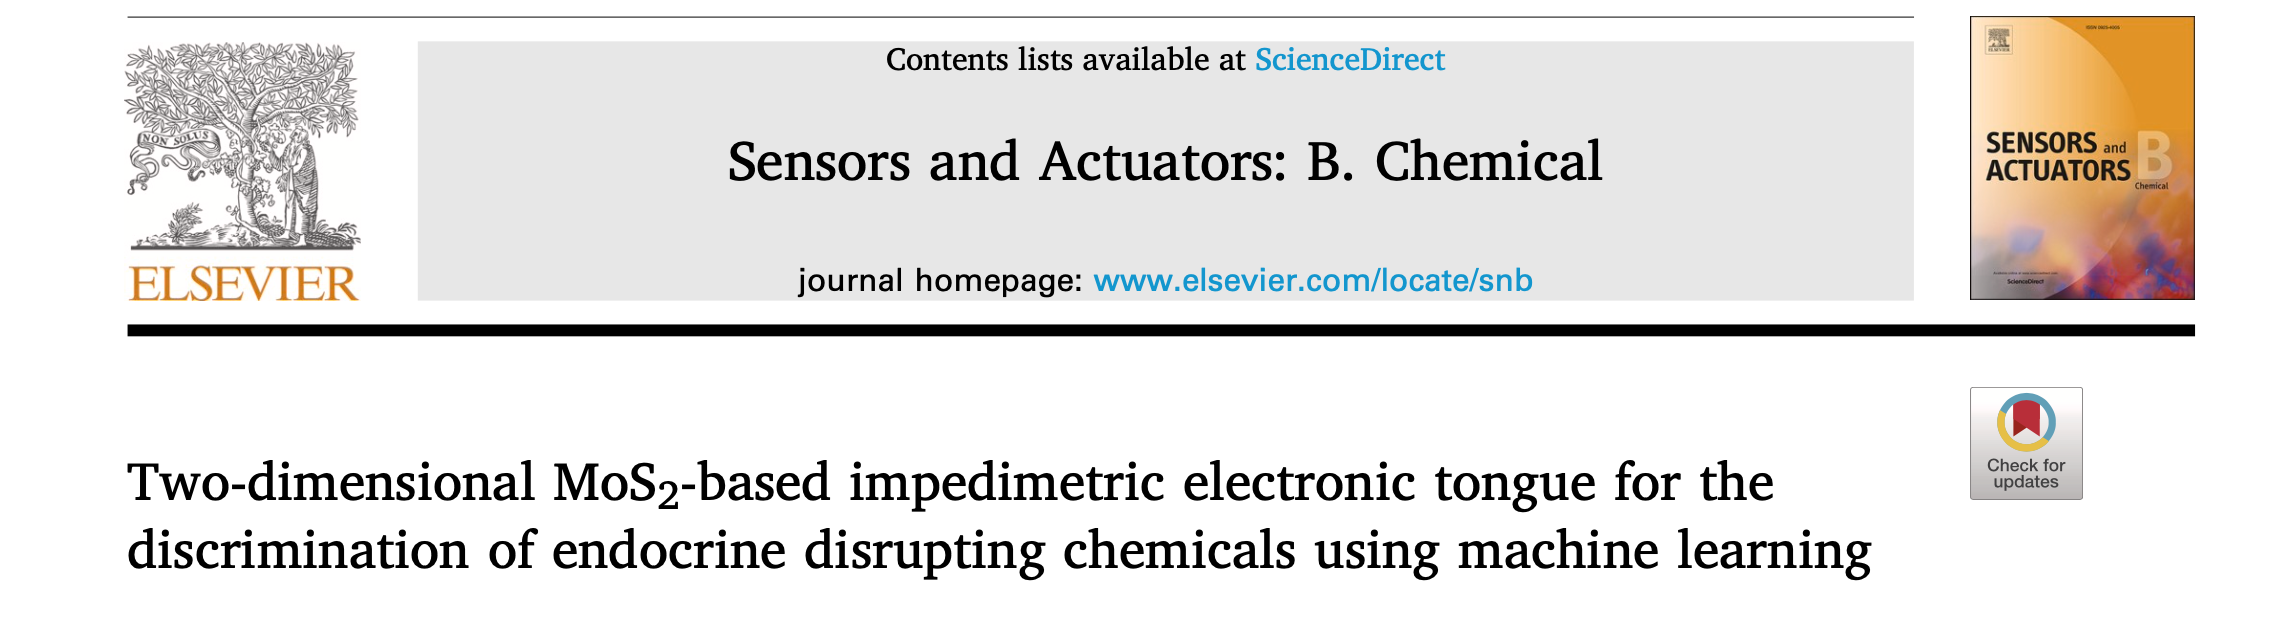 Contents lists available at ScienceDirect
Sensors and Actuators: B. Chemical
journal homepage: www.elsevier.com/locate/snb
NON SOLUS
ELSEVIER
SENSORS and
ACTUATORS B
Chemical
ScienceDirect
Check for
updates
Two-dimensional MoS₂-based impedimetric electronic tongue for the
discrimination of endocrine disrupting chemicals using machine learning